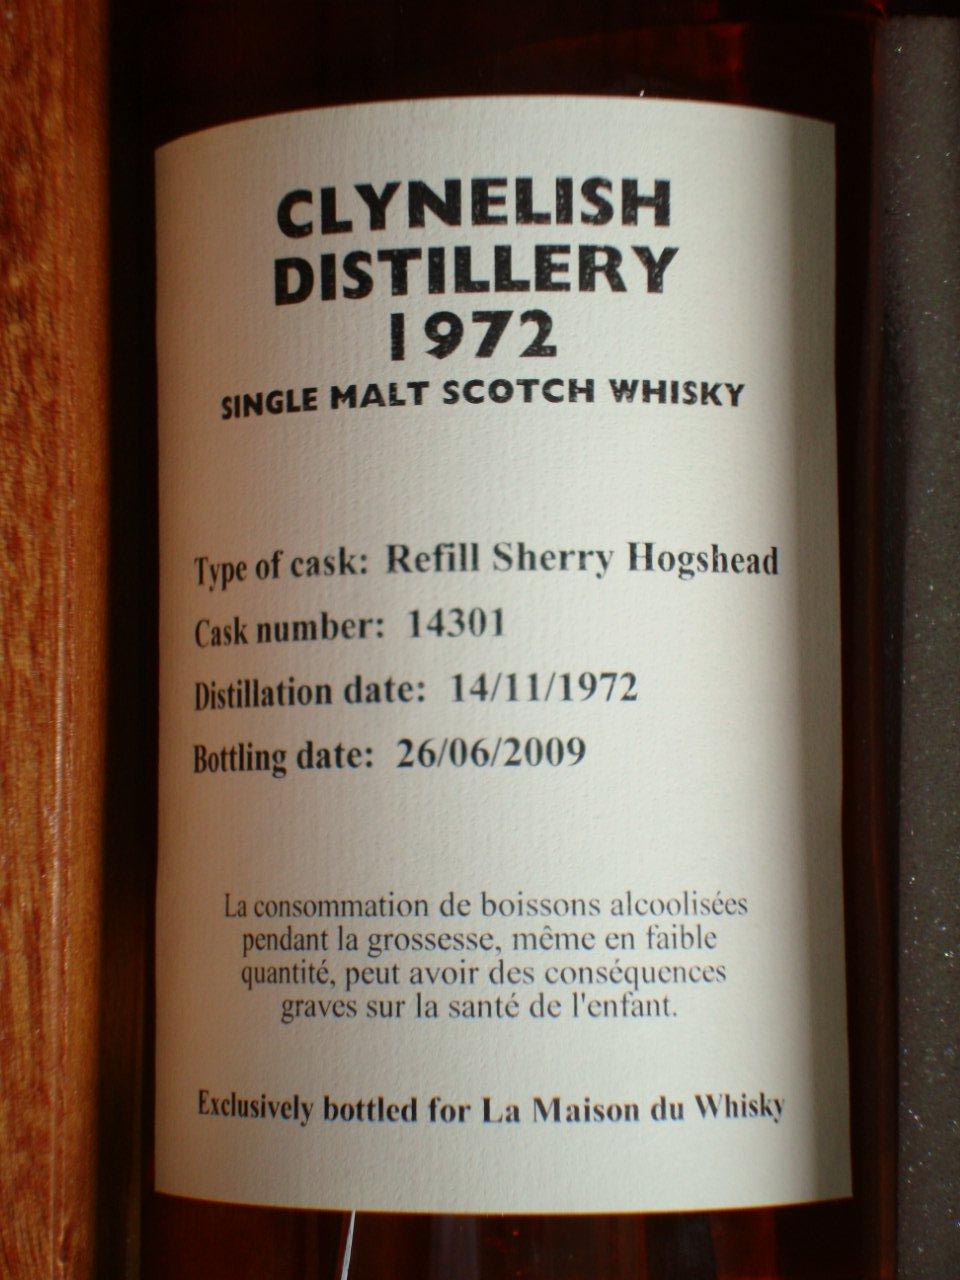 CLYNELISH
DISTILLERY
1972
SINGLE MALT SCOTCH WHISKY
Type of cask: Refill Sherry Hogshead
Cask number: 14301
Distillation date: 14/11/1972
Bottling date: 26/06/2009
La consommation de boissons alcoolisées
pendant la grossesse, même en faible
quantité, peut avoir des conséquences
graves sur la santé de l'enfant.
Exclusively bottled for La Maison du Whisky